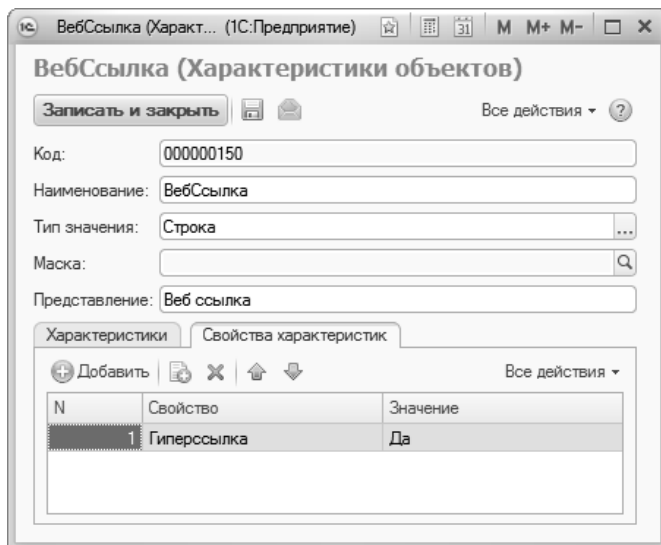 ВебСсылка (Характ... (1С:Предприятие) 31 M M+ M-
ВебСсылка (Характеристики объектов)
Записать и закрыть Все действия ?
Код: 000000150
Наименование: ВебСсылка
Тип значения: Строка ...
Маска:
Представление: Веб ссылка
Характеристики Свойства характеристик
Добавить Все действия
N Свойство Значение
1 Гиперссылка Да